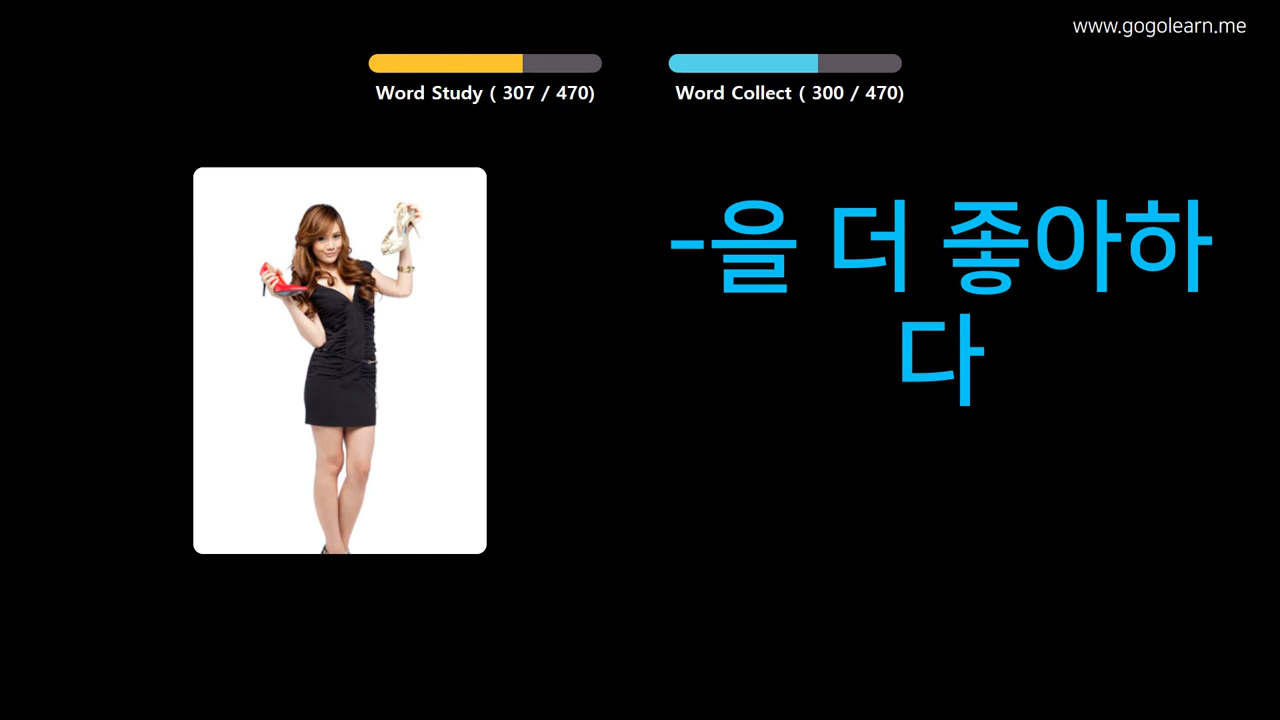 www.gogolearn.me
Word Study ( 307 / 470)
Word Collect ( 300 / 470)
-을 더 좋아하
다